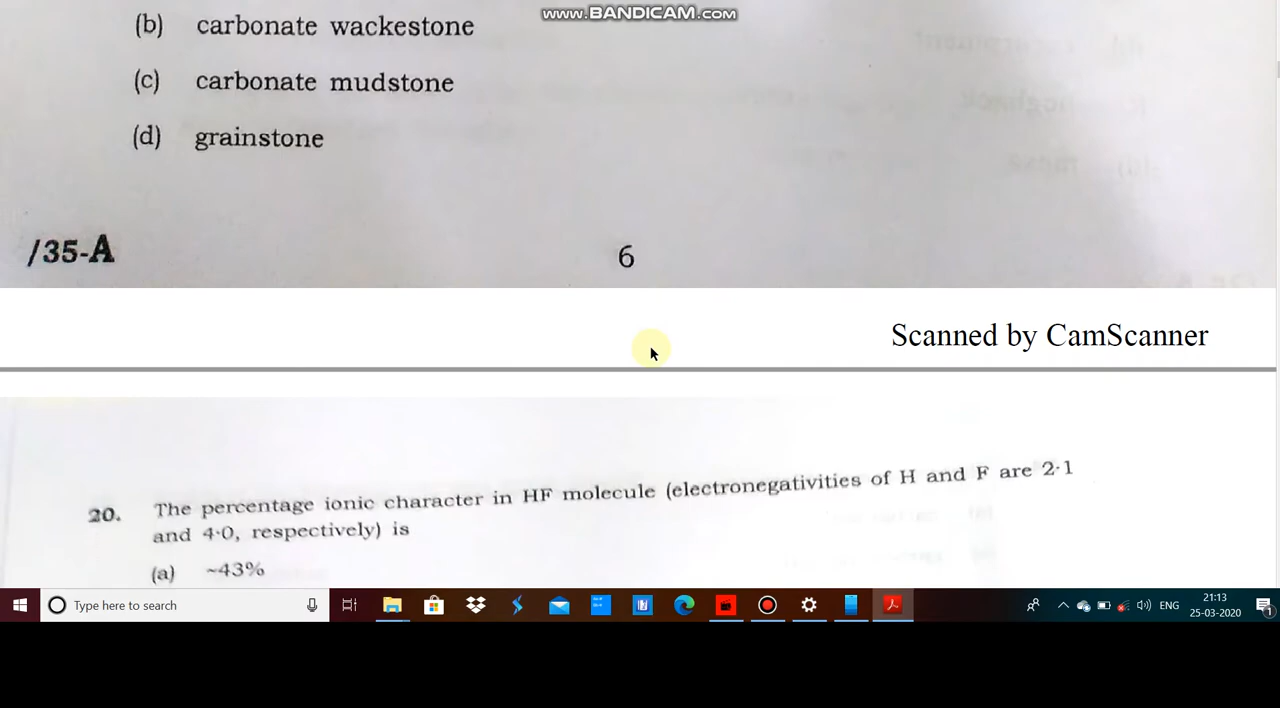 www.BANDICAM.com
(b) carbonate wackestone
(c) carbonate mudstone
(d) grainstone
/35-A
6
Scanned by CamScanner
20. The percentage ionic character in HF molecule (electronegativities of H and F are 2·1
and 4·0, respectively) is
(a) ~43%
Type here to search
ENG
21:13
25-03-2020
1